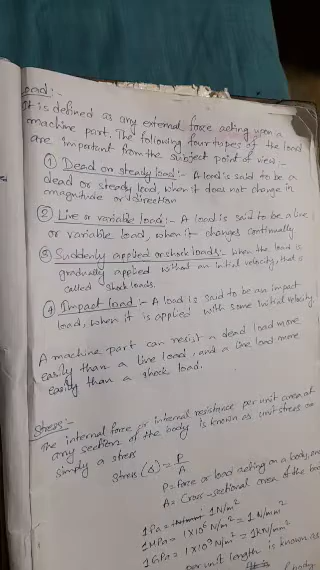 oad:-
It is defined as any external force acting upon a
machine part. The following four types of the load
are important from the subject point of view -
① Dead on steady load:- A load is said to be a
dead or steady load, when it does not change in
magnitude or direction
② Live or variable load:- A load is said to be a live
or variable load, when it changes continually
③ Suddenly applied or shock loads:- When the load is
gradually applied without an intial velocity, that is
called shock loads.
④ Impact load:- A load is said to be an impact
load, when it is applied with some initial velocity
A machine part can resist a dead load more
easily than a live load, and a live load more
easily than a shock load.
Stress:-
The internal force or internal resistence per unit area at
any section of the body is known as unit stress or
simply a stress
Stress (Δ) = P/A
P = Force or load acting on a body, and
A = Cross-sectional area of the bo
1 Pa = 1 N/m²
1 MPa = 1X10⁶ N/m² = 1 N/mm²
1 GPa = 1X10⁹ N/m² = 1 kN/mm²
per unit length is known as
body